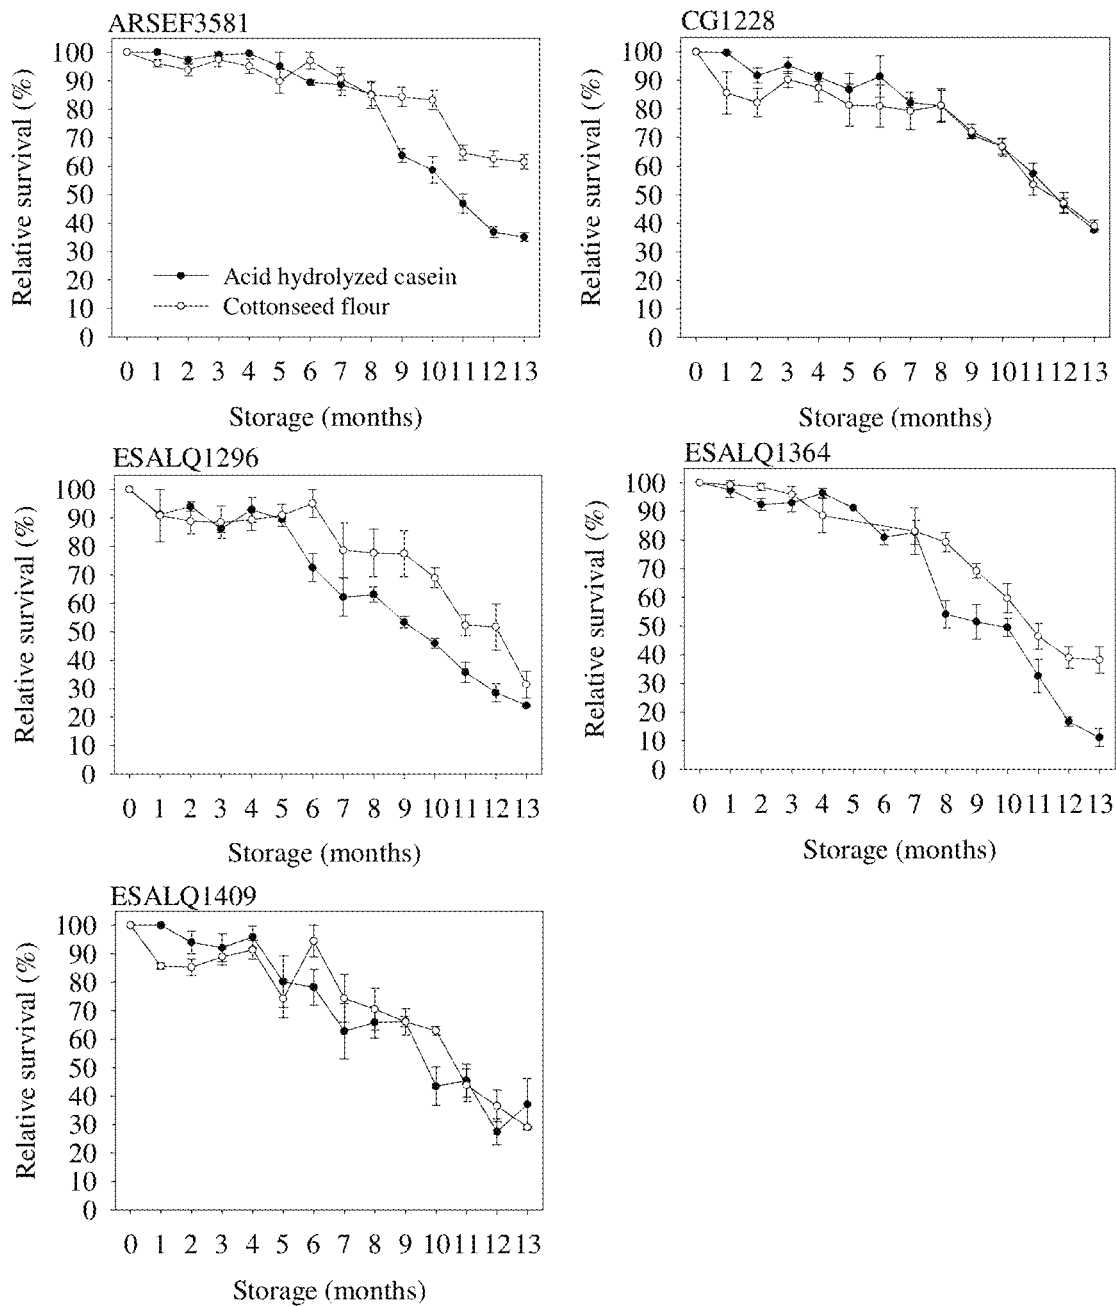 ARSEF3581
100
90
80
70
60
50
40
30
20
10
0
Relative survival (%)
Acid hydrolyzed casein
Cottonseed flour
0 1 2 3 4 5 6 7 8 9 10 11 12 13
Storage (months)
CG1228
100
90
80
70
60
50
40
30
20
10
0
Relative survival (%)
0 1 2 3 4 5 6 7 8 9 10 11 12 13
Storage (months)
ESALQ1296
100
90
80
70
60
50
40
30
20
10
0
Relative survival (%)
0 1 2 3 4 5 6 7 8 9 10 11 12 13
Storage (months)
ESALQ1364
100
90
80
70
60
50
40
30
20
10
0
Relative survival (%)
0 1 2 3 4 5 6 7 8 9 10 11 12 13
Storage (months)
ESALQ1409
100
90
80
70
60
50
40
30
20
10
0
Relative survival (%)
0 1 2 3 4 5 6 7 8 9 10 11 12 13
Storage (months)